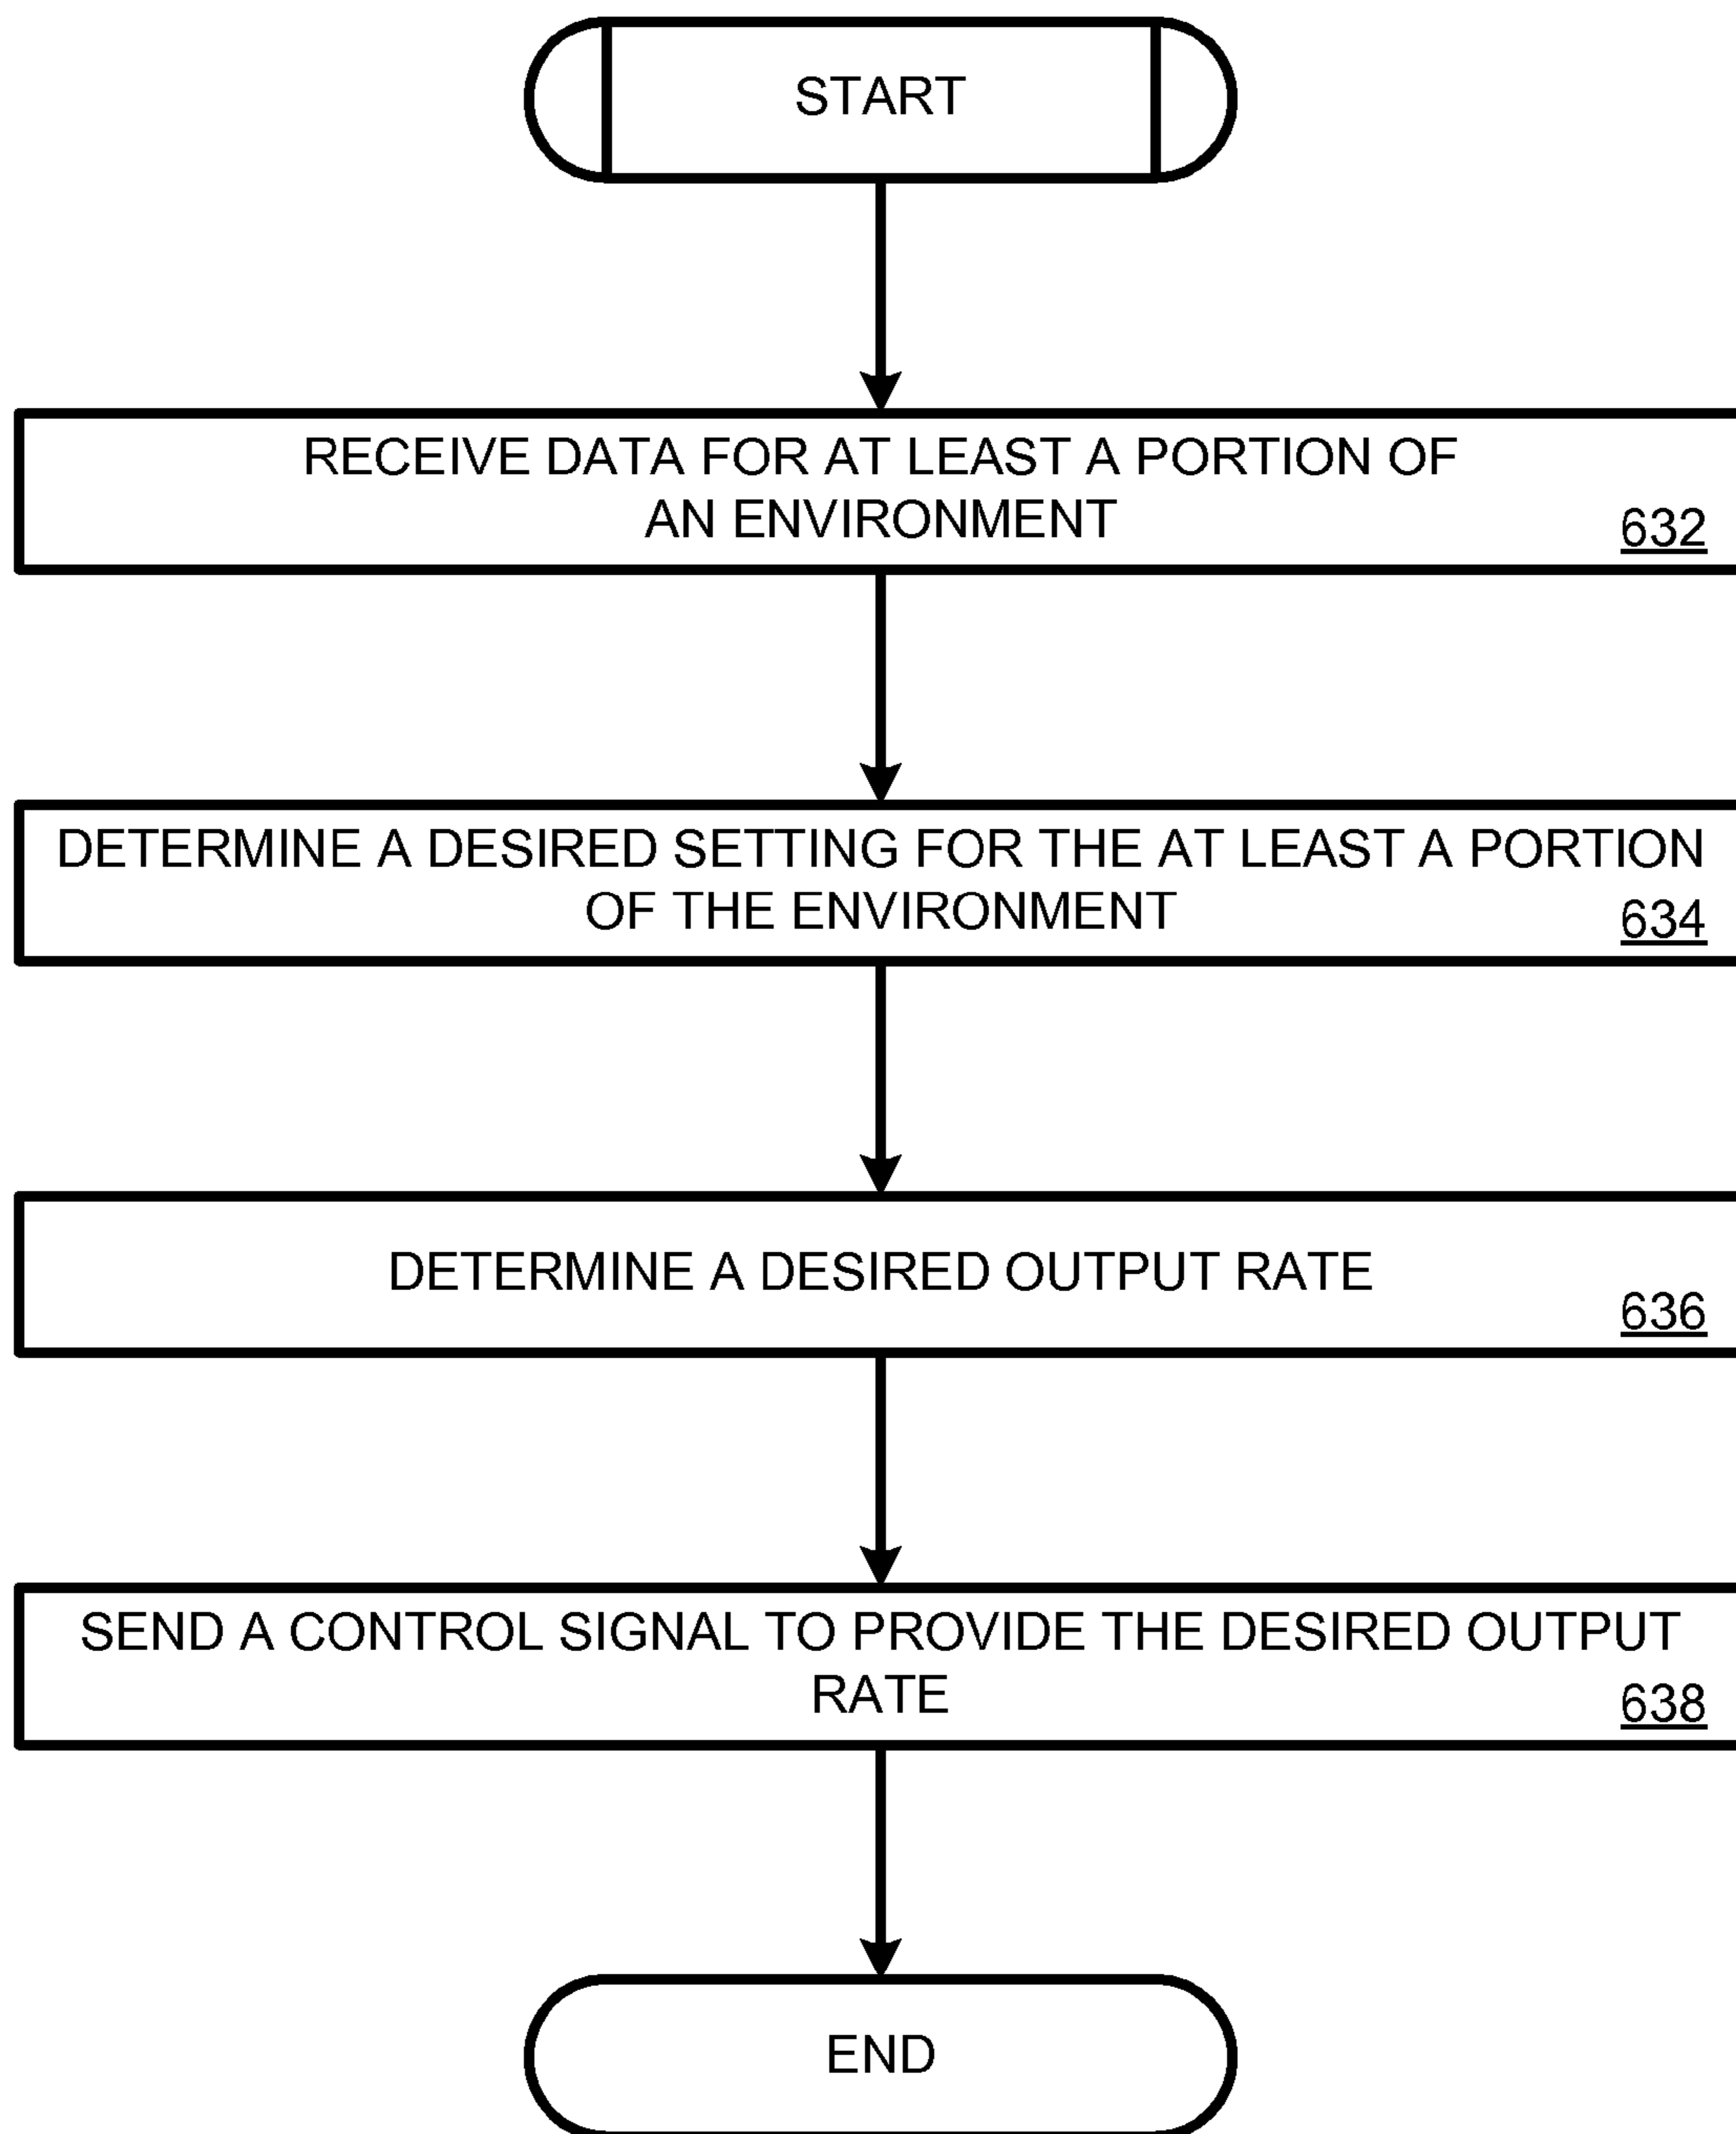 START
RECEIVE DATA FOR AT LEAST A PORTION OF
AN ENVIRONMENT
632
DETERMINE A DESIRED SETTING FOR THE AT LEAST A PORTION
OF THE ENVIRONMENT
634
DETERMINE A DESIRED OUTPUT RATE
636
SEND A CONTROL SIGNAL TO PROVIDE THE DESIRED OUTPUT
RATE
638
END